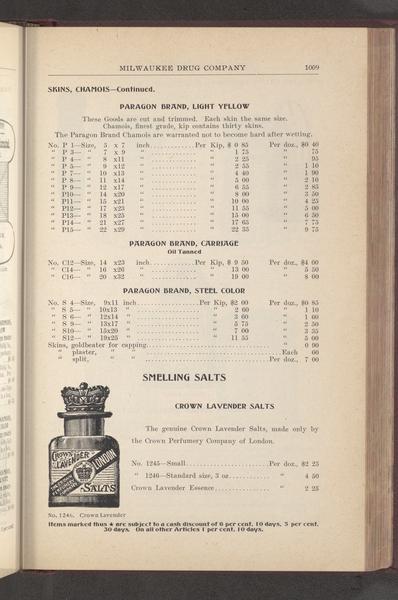 MILWAUKEE DRUG COMPANY 1009
SKINS, CHAMOIS—Continued.
PARAGON BRAND, LIGHT YELLOW
These Goods are cut and trimmed. Each skin the same size.
Chamois, finest grade, kip contains thirty skins.
The Paragon Brand Chamois are warranted not to become hard after wetting.
No. P 1—Size, 5 x 7 inch............Per Kip, $ 0 85 Per doz., $0 40
" P 3— " 7 x 9 " ............ " 1 75 " 75
" P 4— " 8 x11 " ............ " 2 25 " 95
" P 5— " 9 x12 " ............ " 2 55 " 1 10
" P 7— " 10 x13 " ............ " 4 40 " 1 90
" P 8— " 11 x14 " ............ " 5 00 " 2 10
" P 9— " 12 x17 " ............ " 6 55 " 2 85
" P10— " 14 x20 " ............ " 8 00 " 3 50
" P11— " 15 x21 " ............ " 10 00 " 4 25
" P12— " 17 x23 " ............ " 11 55 " 5 00
" P13— " 18 x25 " ............ " 15 00 " 6 50
" P14— " 21 x27 " ............ " 17 65 " 7 75
" P15— " 22 x29 " ............ " 22 35 " 9 75
PARAGON BRAND, CARRIAGE
Oil Tanned
No. C12—Size, 14 x23 inch............Per Kip, $ 9 50 Per doz., $4 00
" C14— " 16 x26 " ............ " 13 00 " 5 50
" C16— " 20 x32 " ............ " 19 00 " 8 00
PARAGON BRAND, STEEL COLOR
No. S 4—Size, 9x11 inch............Per Kip, $2 00 Per doz., $0 85
" S 5— " 10x13 " ............ " 2 60 " 1 10
" S 6— " 12x14 " ............ " 3 60 " 1 60
" S 9— " 13x17 " ............ " 5 75 " 2 50
" S10— " 15x20 " ............ " 7 00 " 3 35
" S12— " 19x25 " ............ " 11 55 " 5 00
Skins, goldbeater for capping............ " 0 90
" plaster, " " ............Each 60
" split, " " ............Per doz., 7 00
SMELLING SALTS
CROWN LAVENDER SALTS
The genuine Crown Lavender Salts, made only by
the Crown Perfumery Company of London.
No. 1245—Small............Per doz., $2 25
" 1246—Standard size, 3 oz............ " 4 50
Crown Lavender Essence............ " 2 25
CROWN
LAVENDER
LONDON
SALTS
No. 1246. Crown Lavender
Items marked thus ★ are subject to a cash discount of 6 per cent. 10 days, 5 per cent.
30 days. On all other Articles 1 per cent. 10 days.